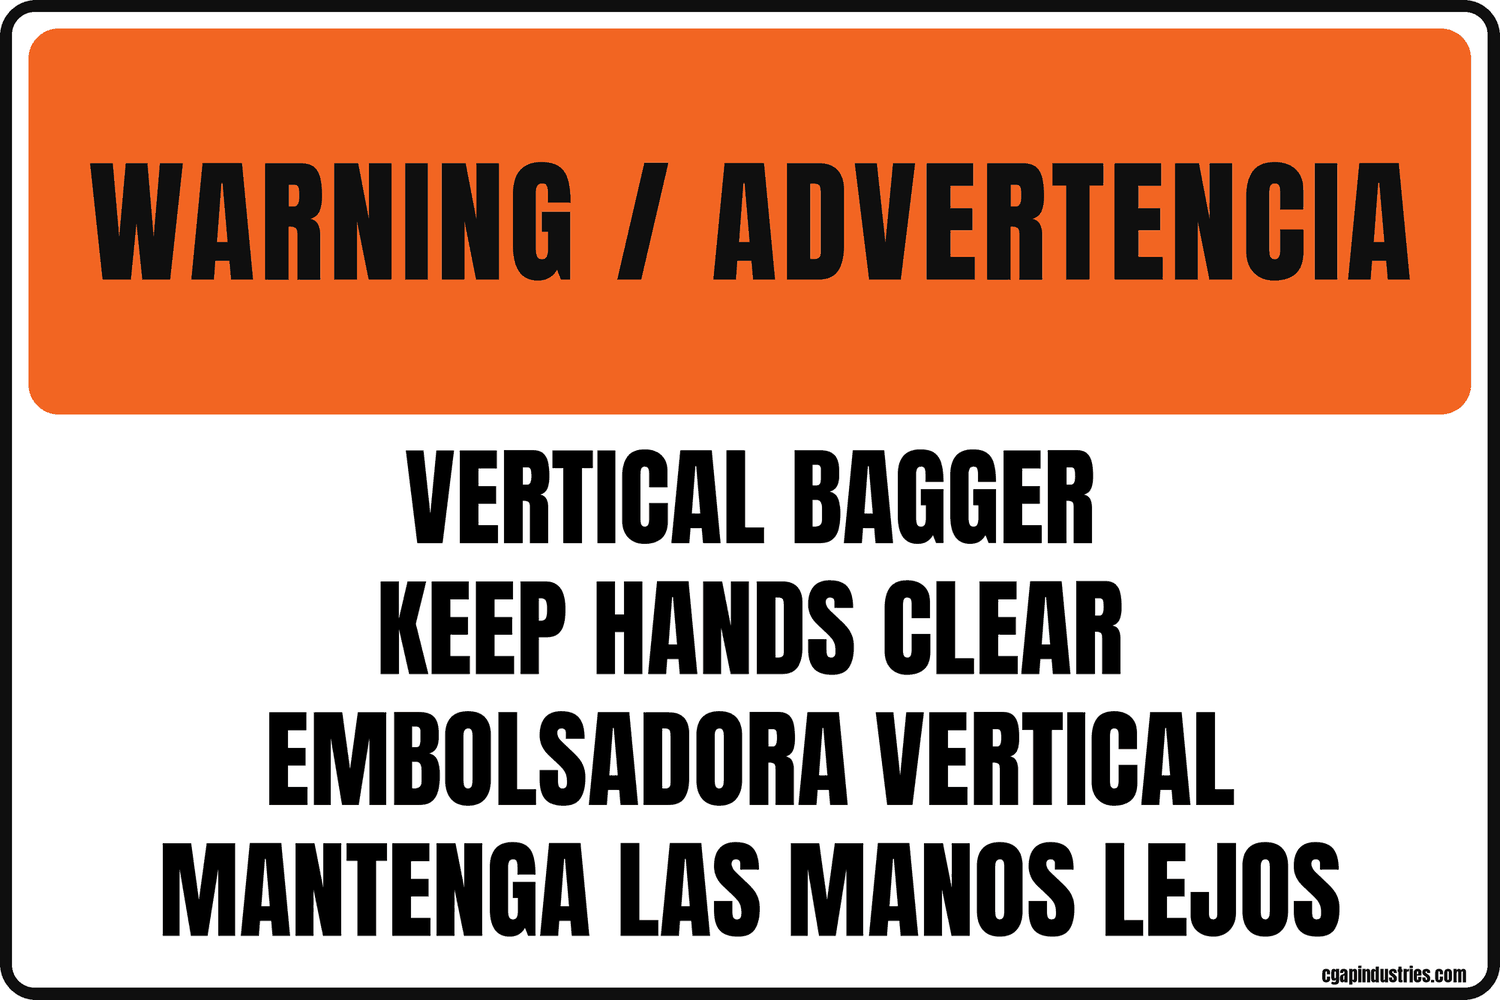 WARNING / ADVERTENCIA
VERTICAL BAGGER
KEEP HANDS CLEAR
EMBOLSADORA VERTICAL
MANTENGA LAS MANOS LEJOS
cgapindustries.com